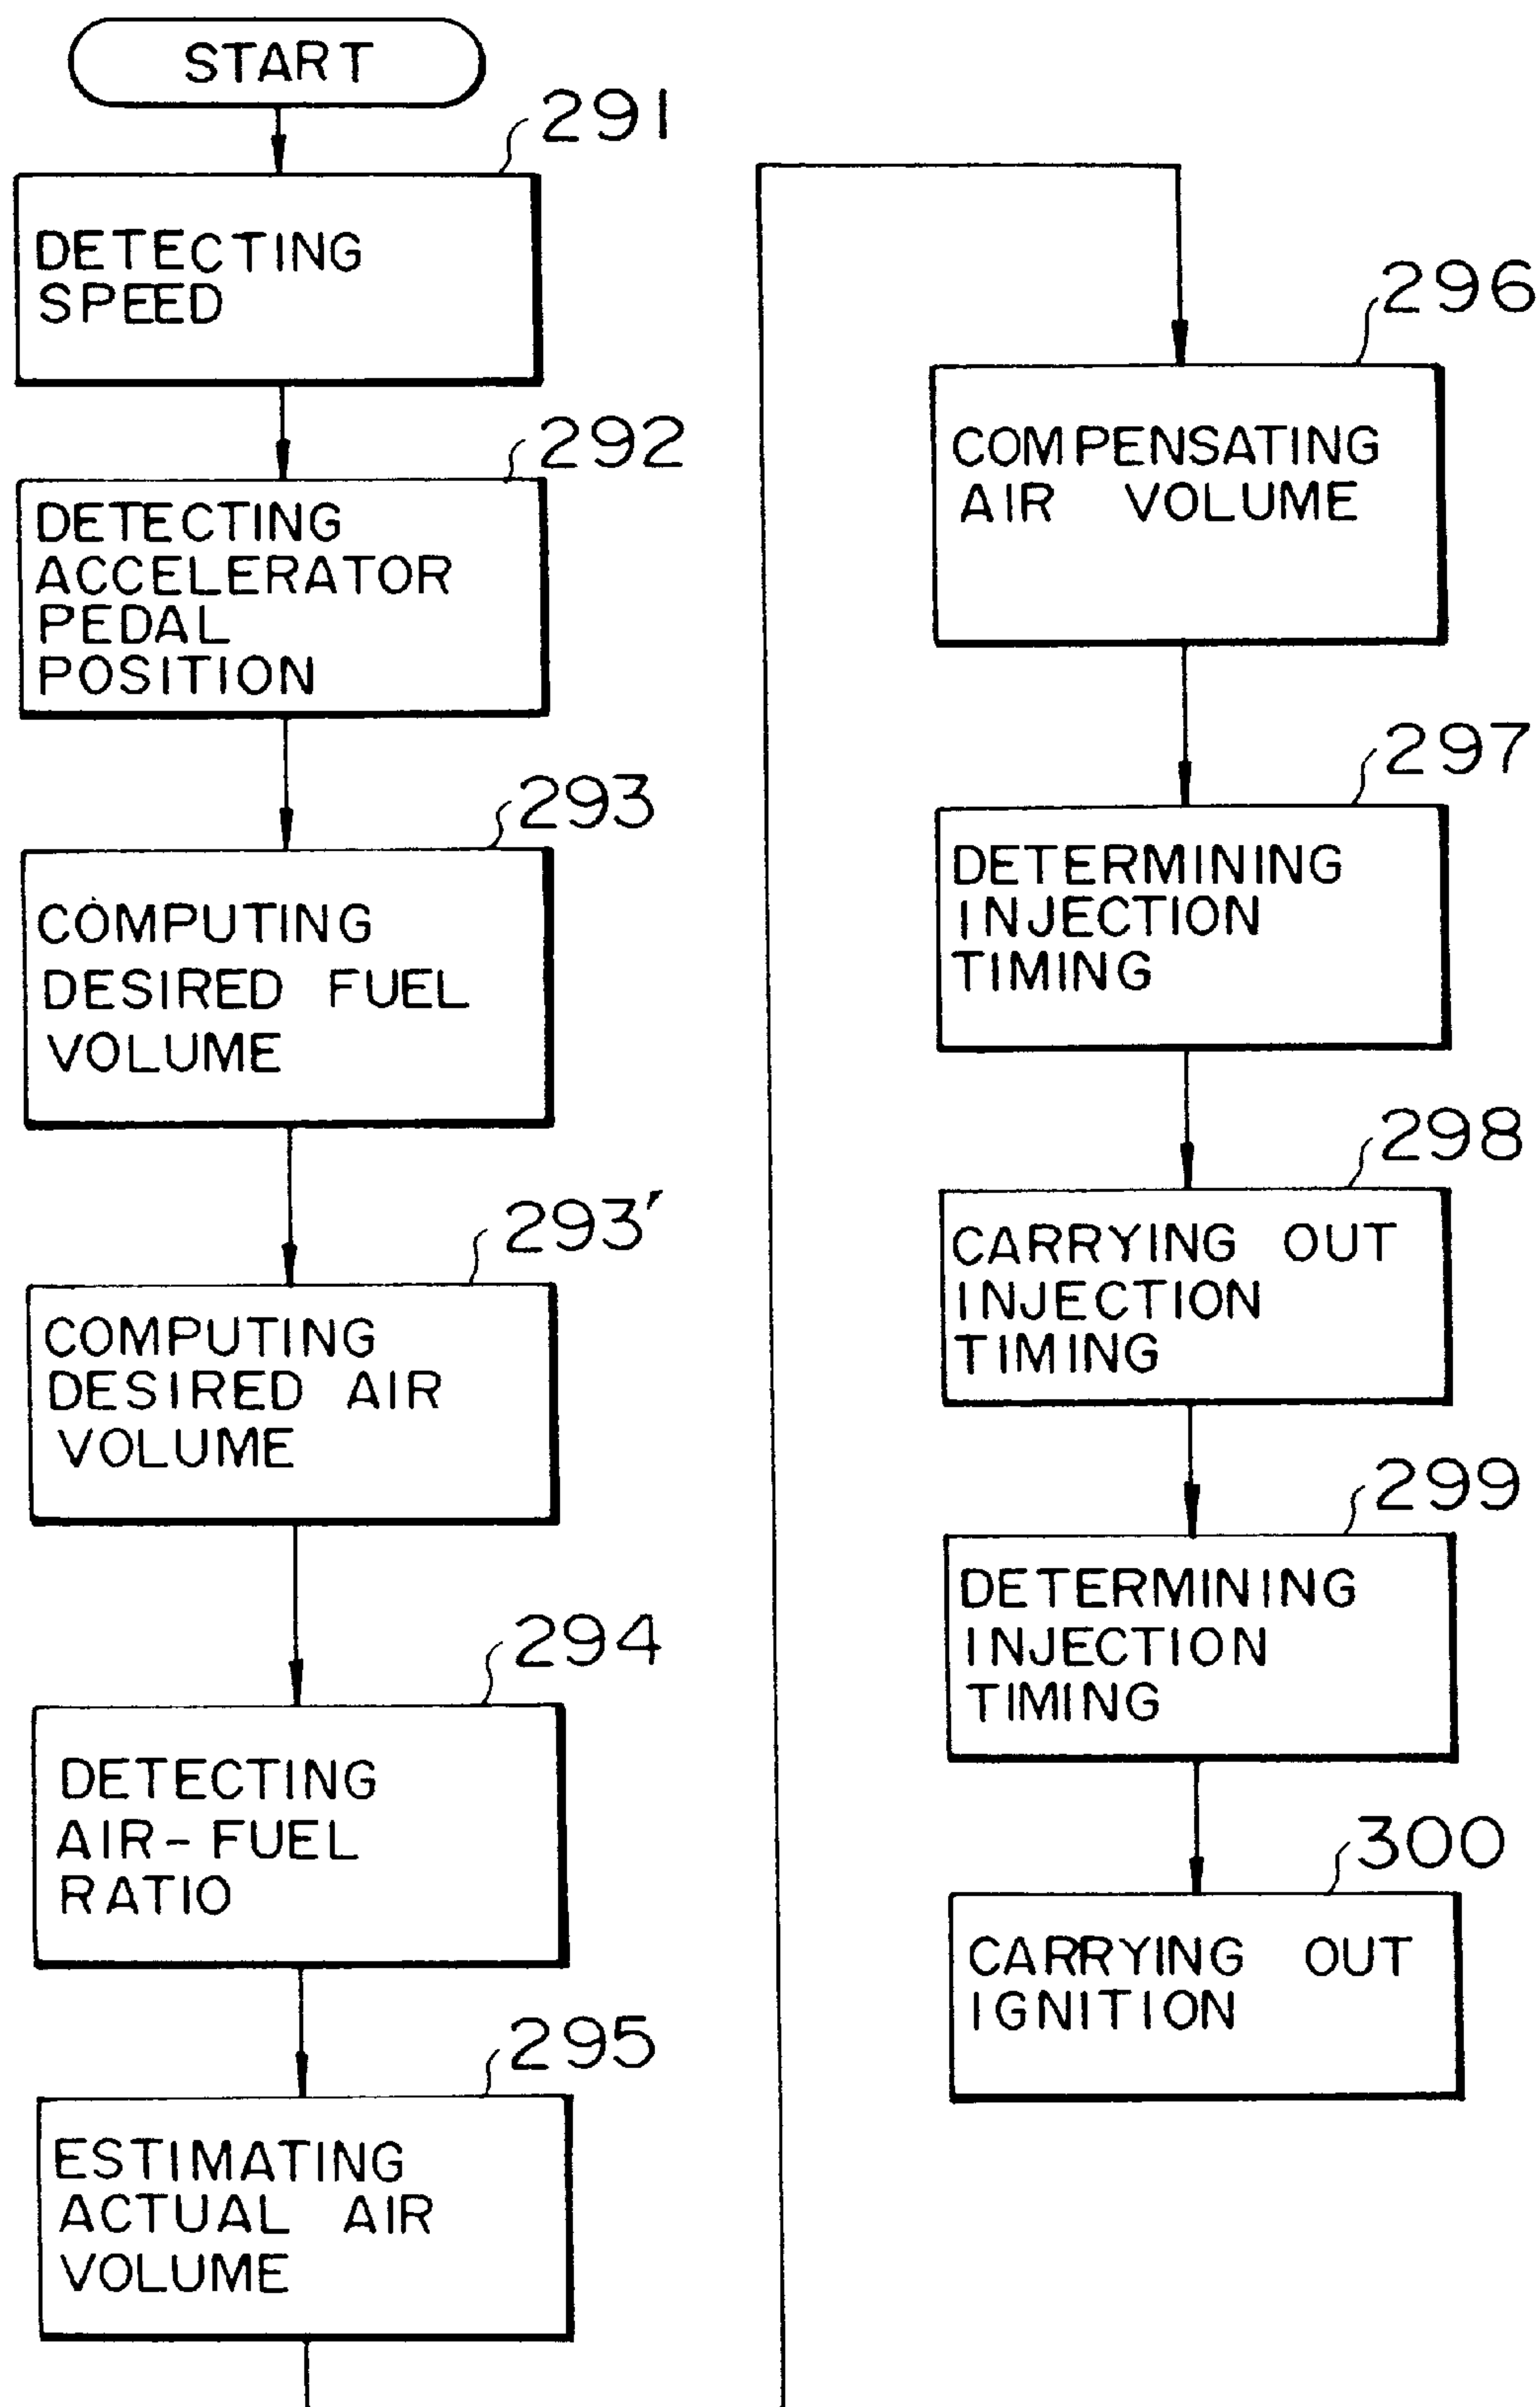 START
291
DETECTING
SPEED
292
DETECTING
ACCELERATOR
PEDAL
POSITION
293
COMPUTING
DESIRED FUEL
VOLUME
293'
COMPUTING
DESIRED AIR
VOLUME
294
DETECTING
AIR-FUEL
RATIO
295
ESTIMATING
ACTUAL AIR
VOLUME
296
COMPENSATING
AIR VOLUME
297
DETERMINING
INJECTION
TIMING
298
CARRYING OUT
INJECTION
TIMING
299
DETERMINING
INJECTION
TIMING
300
CARRYING OUT
IGNITION